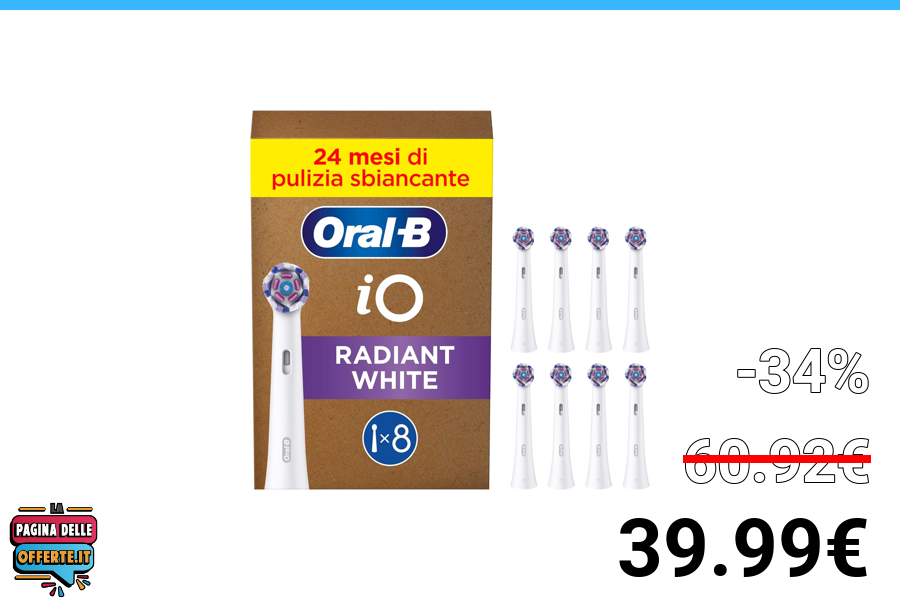 24 mesi di
pulizia sbiancante
Oral-B
iO
RADIANT
WHITE
×8
Oral-B
-34%
60.92€
39.99€
LA
PAGINA DELLE
OFFERTE.IT